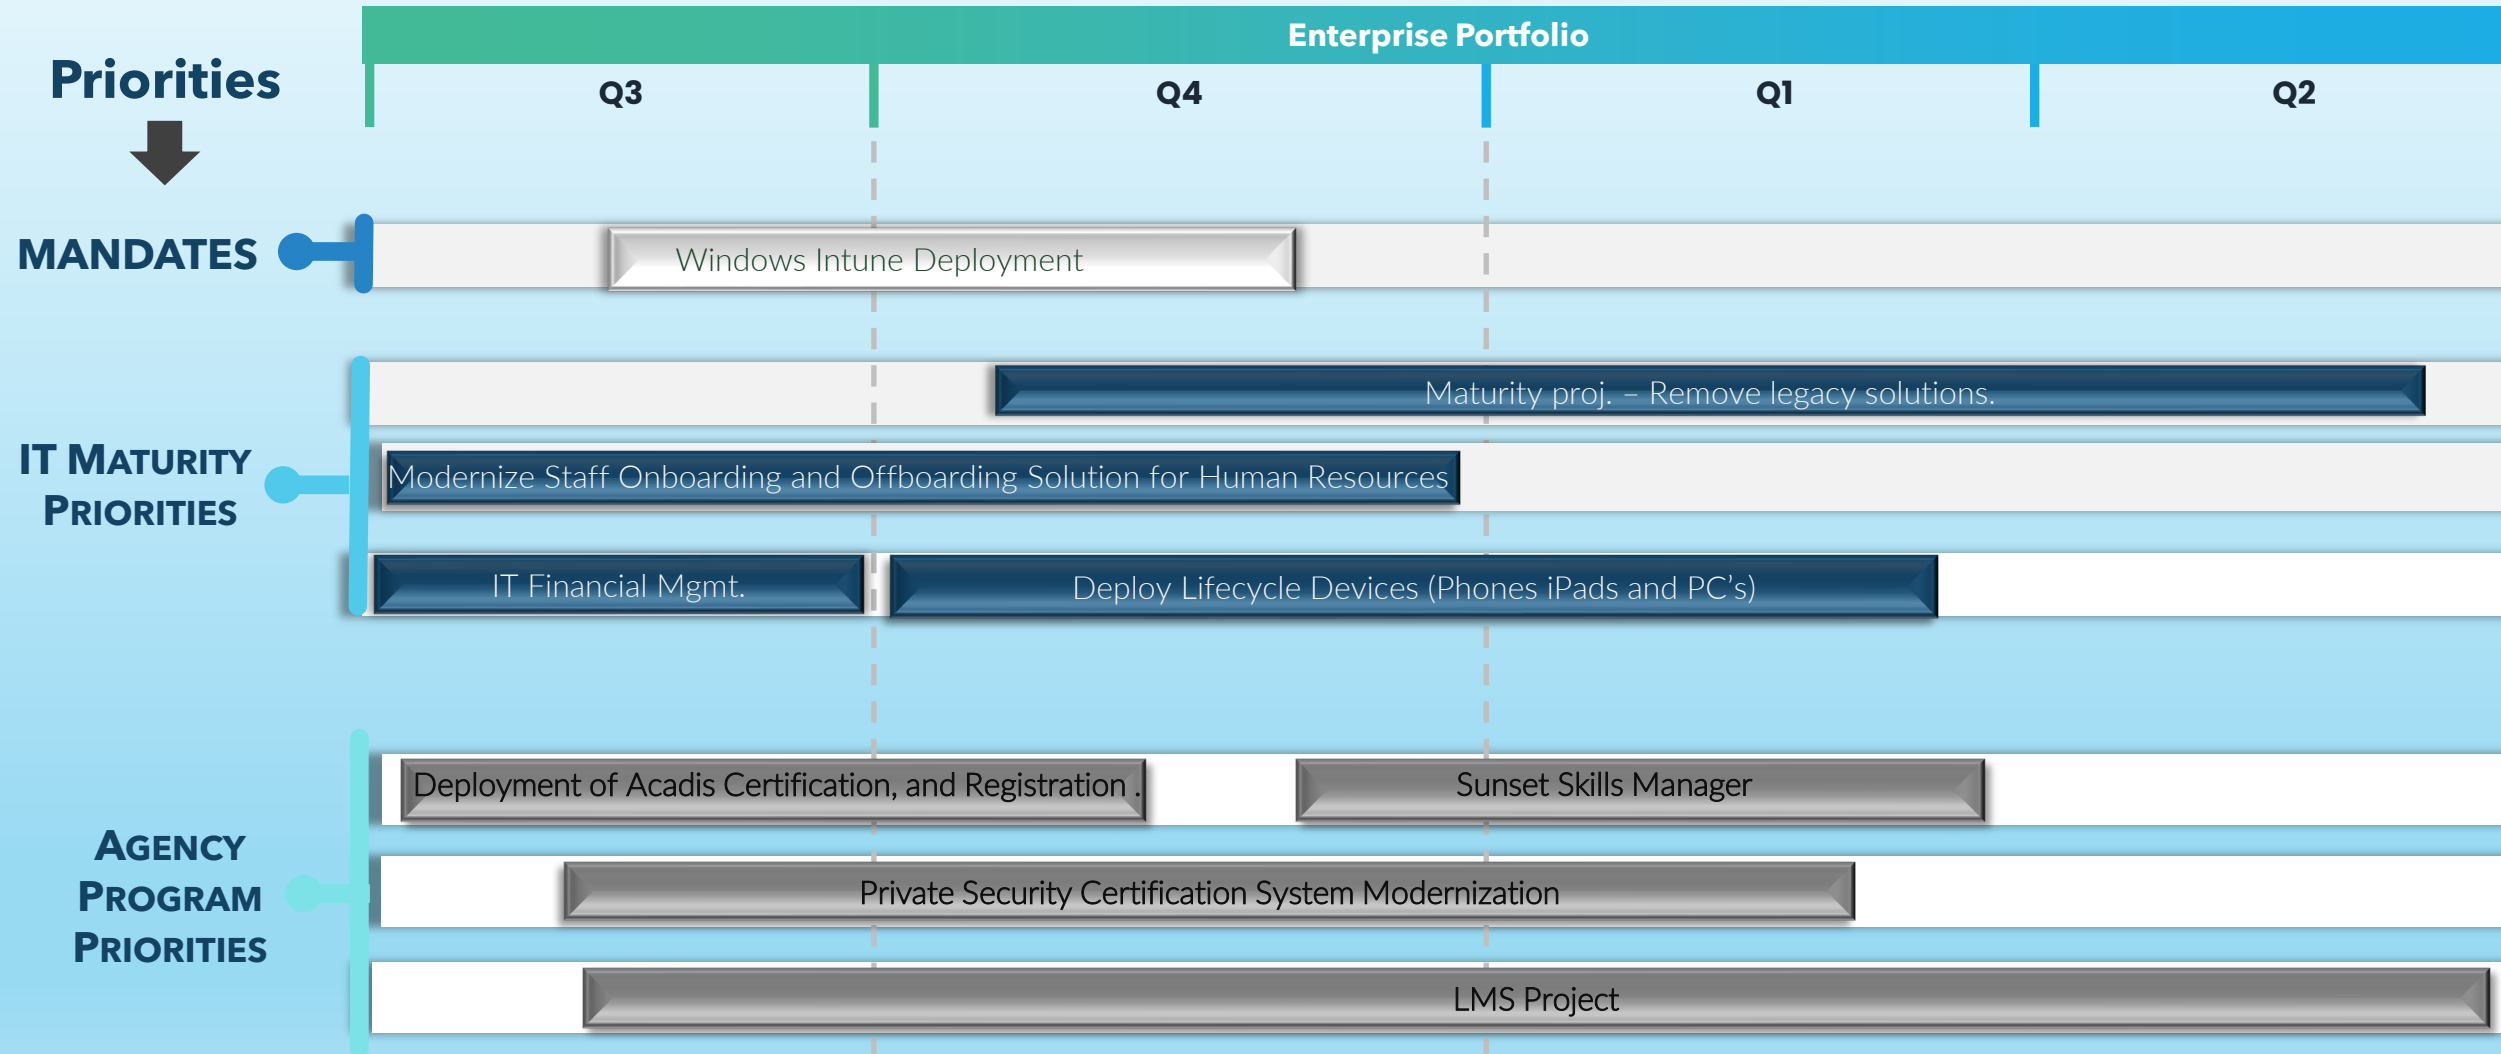 Enterprise Portfolio
Priorities
Q3
Q4
Q1
Q2
MANDATES
Windows Intune Deployment
IT MATURITY
PRIORITIES
Maturity proj. – Remove legacy solutions.
Modernize Staff Onboarding and Offboarding Solution for Human Resources
IT Financial Mgmt.
Deploy Lifecycle Devices (Phones iPads and PC’s)
AGENCY
PROGRAM
PRIORITIES
Deployment of Acadis Certification, and Registration .
Sunset Skills Manager
Private Security Certification System Modernization
LMS Project